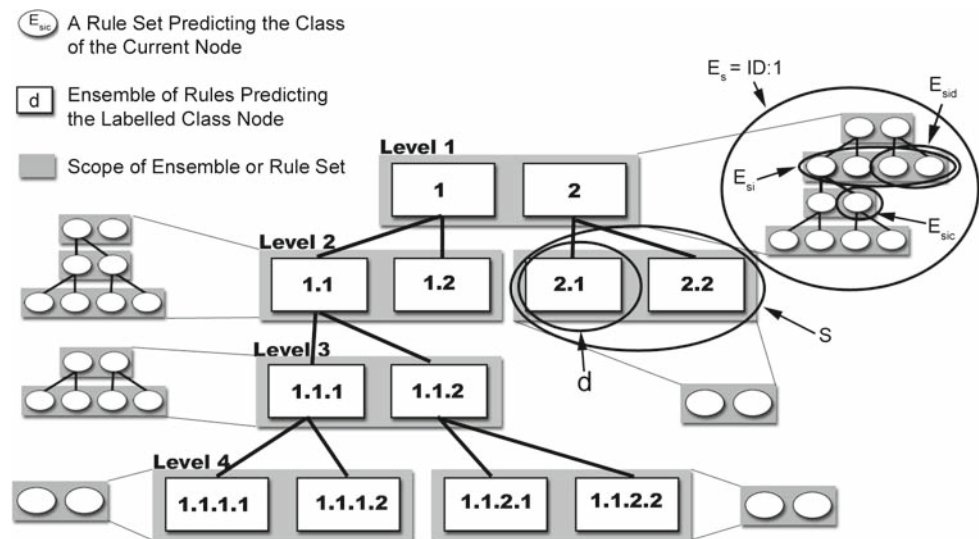 E_sic A Rule Set Predicting the Class
of the Current Node
d Ensemble of Rules Predicting
the Labelled Class Node
Scope of Ensemble or Rule Set
E_s = ID:1
E_sid
E_si
E_sic
Level 1
1 2
Level 2
1.1 1.2 2.1 2.2
S
d
Level 3
1.1.1 1.1.2
Level 4
1.1.1.1 1.1.1.2 1.1.2.1 1.1.2.2